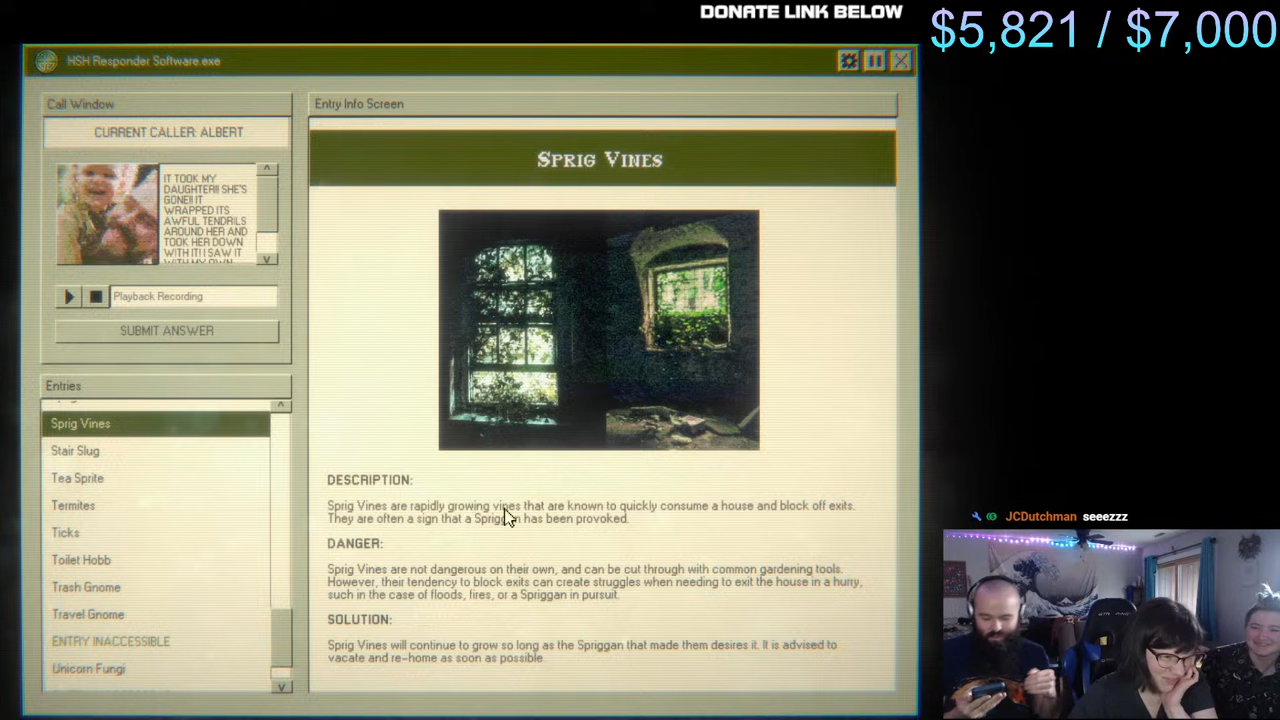 DONATE LINK BELOW
$5,821 / $7,000
HSH Responder Software.exe
Call Window
CURRENT CALLER: ALBERT
IT TOOK MY
DAUGHTER!! SHE'S
GONE!! IT
WRAPPED ITS
AWFUL TENDRILS
AROUND HER AND
TOOK HER DOWN
WITH IT! I SAW IT
WITH MY OWN
Playback Recording
SUBMIT ANSWER
Entries
Sprig Vines
Stair Slug
Tea Sprite
Termites
Ticks
Toilet Hobb
Trash Gnome
Travel Gnome
ENTRY INACCESSIBLE
Unicorn Fungi
Entry Info Screen
Sprig Vines
DESCRIPTION:
Sprig Vines are rapidly growing vines that are known to quickly consume a house and block off exits.
They are often a sign that a Spriggan has been provoked.
DANGER:
Sprig Vines are not dangerous on their own, and can be cut through with common gardening tools.
However, their tendency to block exits can create struggles when needing to exit the house in a hurry,
such in the case of floods, fires, or a Spriggan in pursuit.
SOLUTION:
Sprig Vines will continue to grow so long as the Spriggan that made them desires it. It is advised to
vacate and re-home as soon as possible
JCDutchman seeezzz